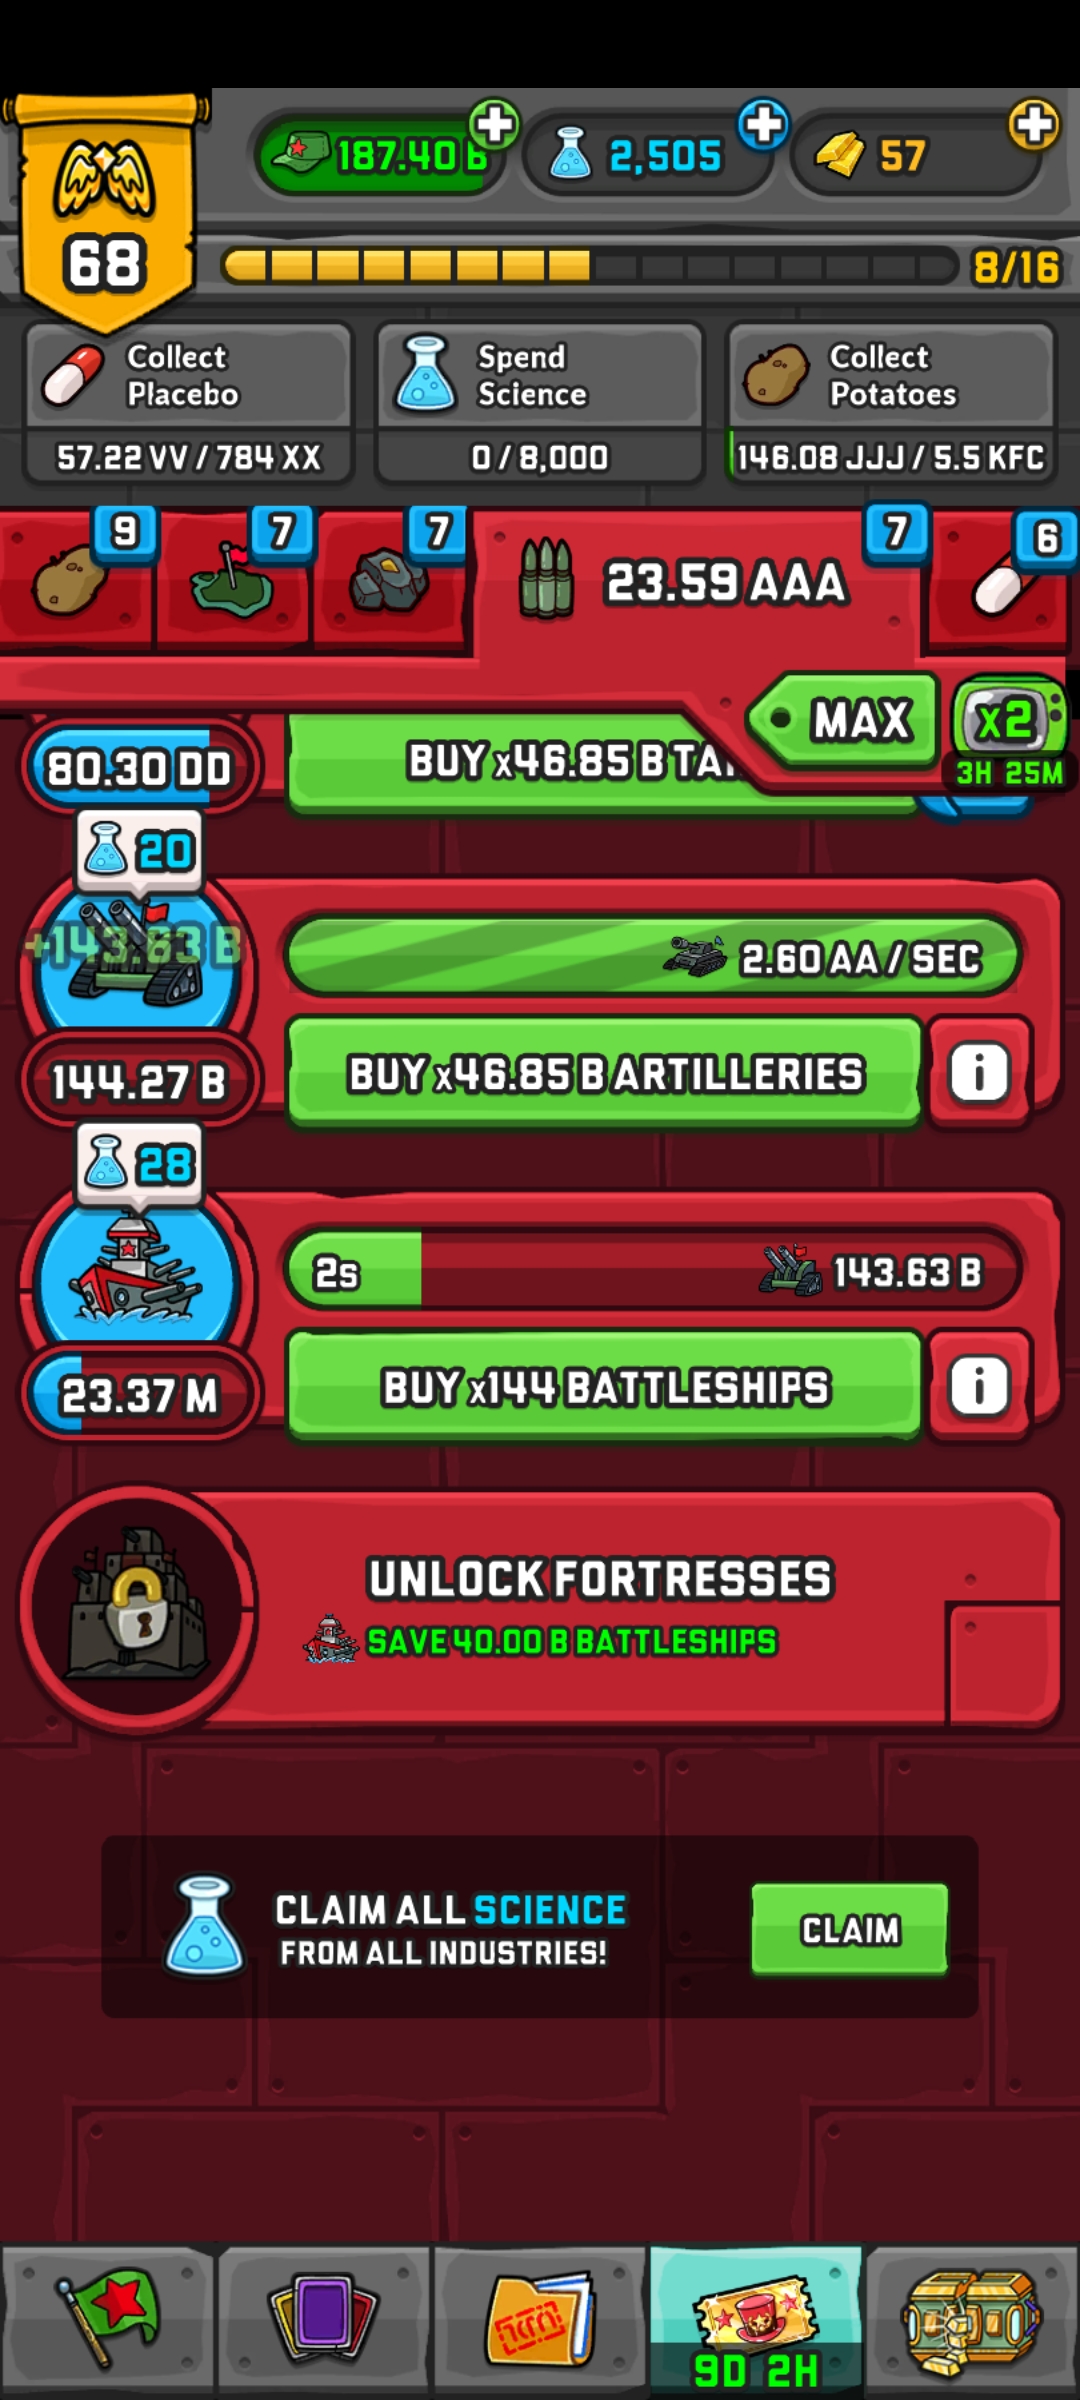 187.40 B
2,505
57
68
8/16
Collect
Placebo
57.22 VV / 784 XX
Spend
Science
0 / 8,000
Collect
Potatoes
146.08 JJJ / 5.5 KFC
9
7
7
23.59 AAA
7
6
MAX
x2
3H 25M
80.30 DD
BUY x46.85 B
20
+143.63 B
2.60 AA / SEC
144.27 B
BUY x46.85 B ARTILLERIES
i
28
2s
143.63 B
23.37 M
BUY x144 BATTLESHIPS
i
UNLOCK FORTRESSES
SAVE 40.00 B BATTLESHIPS
CLAIM ALL SCIENCE
FROM ALL INDUSTRIES!
CLAIM
9D 2H